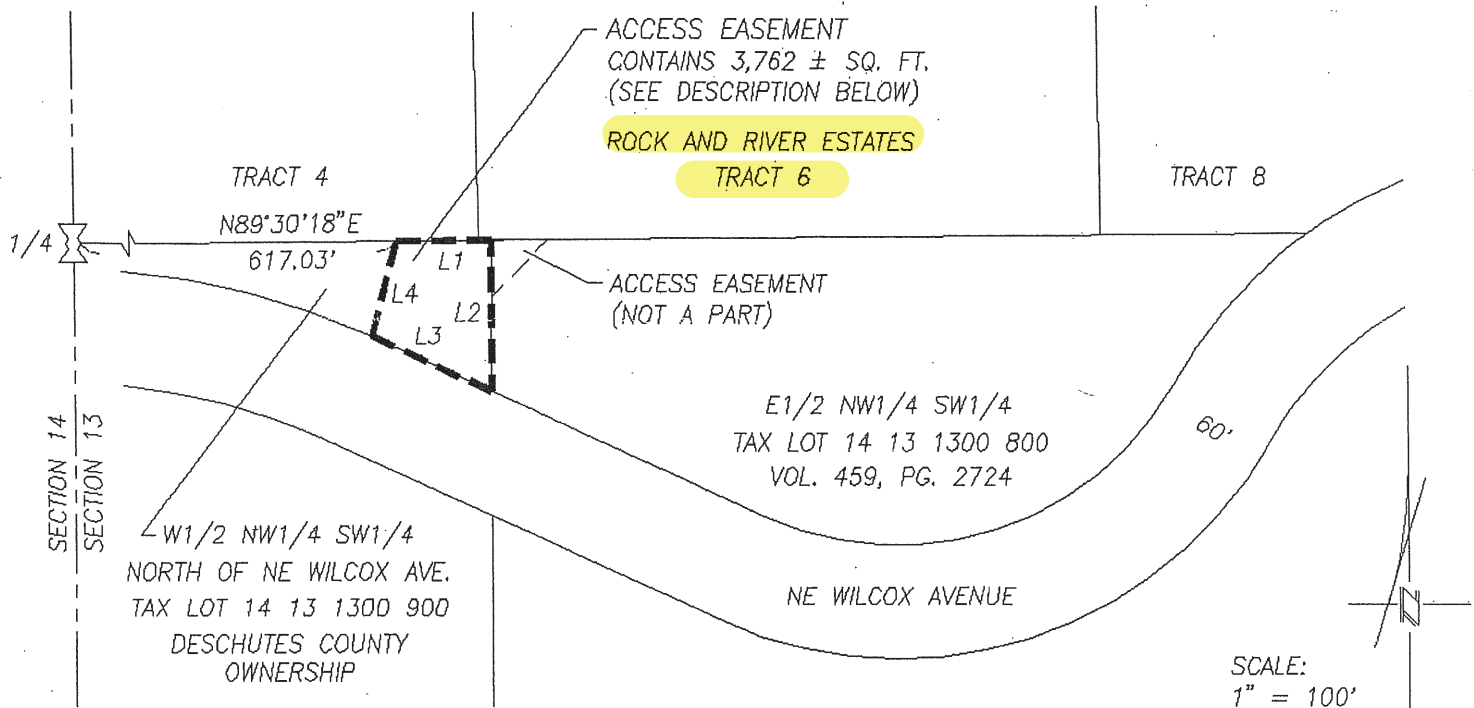 ACCESS EASEMENT
CONTAINS 3,762 ± SQ. FT.
(SEE DESCRIPTION BELOW)
ROCK AND RIVER ESTATES
TRACT 6
TRACT 4
TRACT 8
N89°30'18"E
617.03'
1/4
L1
L4
L2
L3
ACCESS EASEMENT
(NOT A PART)
E1/2 NW1/4 SW1/4
TAX LOT 14 13 1300 800
VOL. 459, PG. 2724
60'
SECTION 14
SECTION 13
W1/2 NW1/4 SW1/4
NORTH OF NE WILCOX AVE.
TAX LOT 14 13 1300 900
DESCHUTES COUNTY
OWNERSHIP
NE WILCOX AVENUE
N
SCALE:
1" = 100'